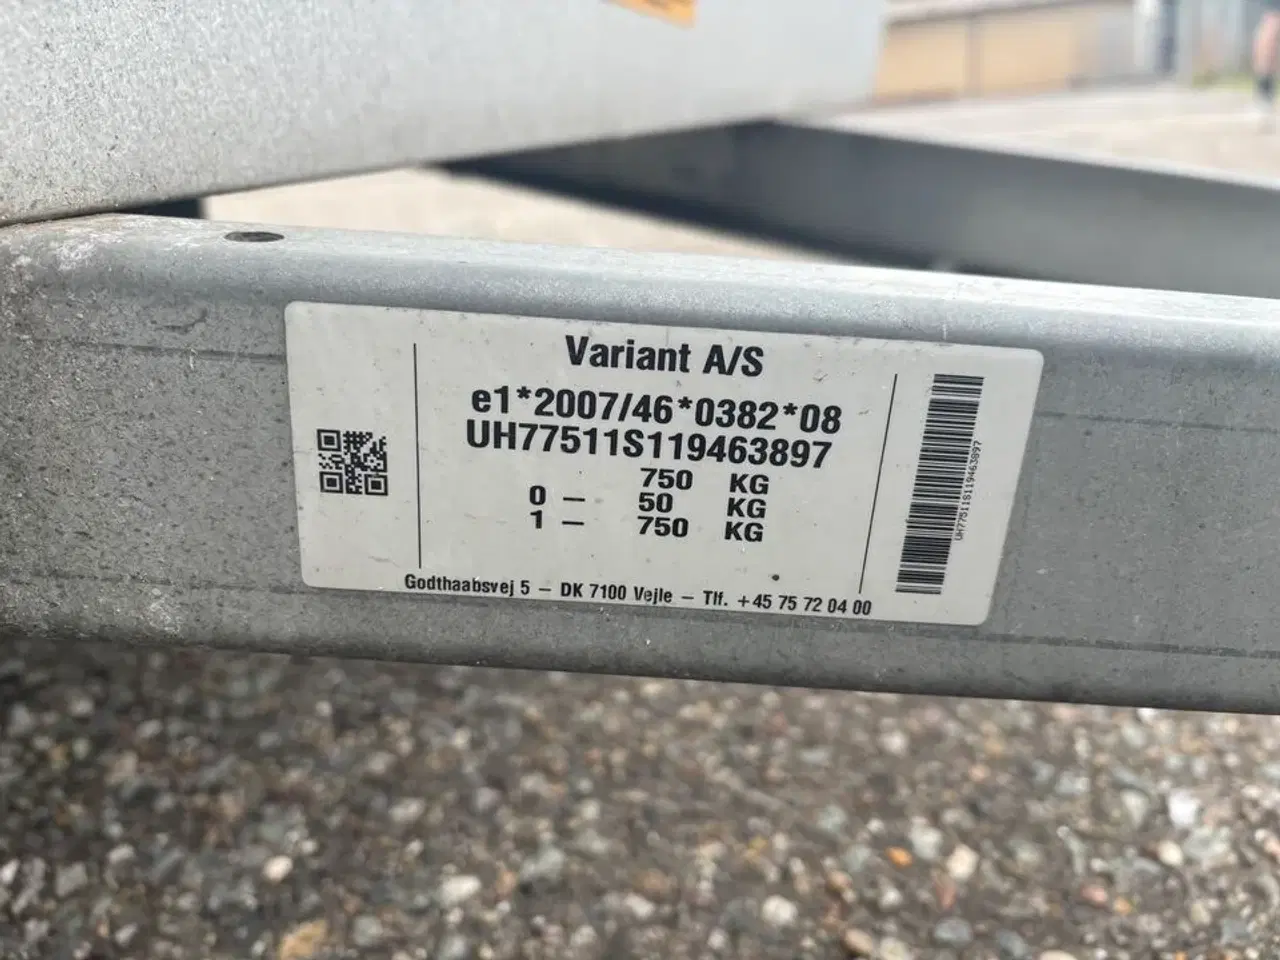 Variant A/S
e1*2007/46*0382*08
UH77511S119463897
750 KG
0 – 50 KG
1 – 750 KG
Godthaabsvej 5 – DK 7100 Vejle – Tlf. +45 75 72 04 00
UH77511S119463897